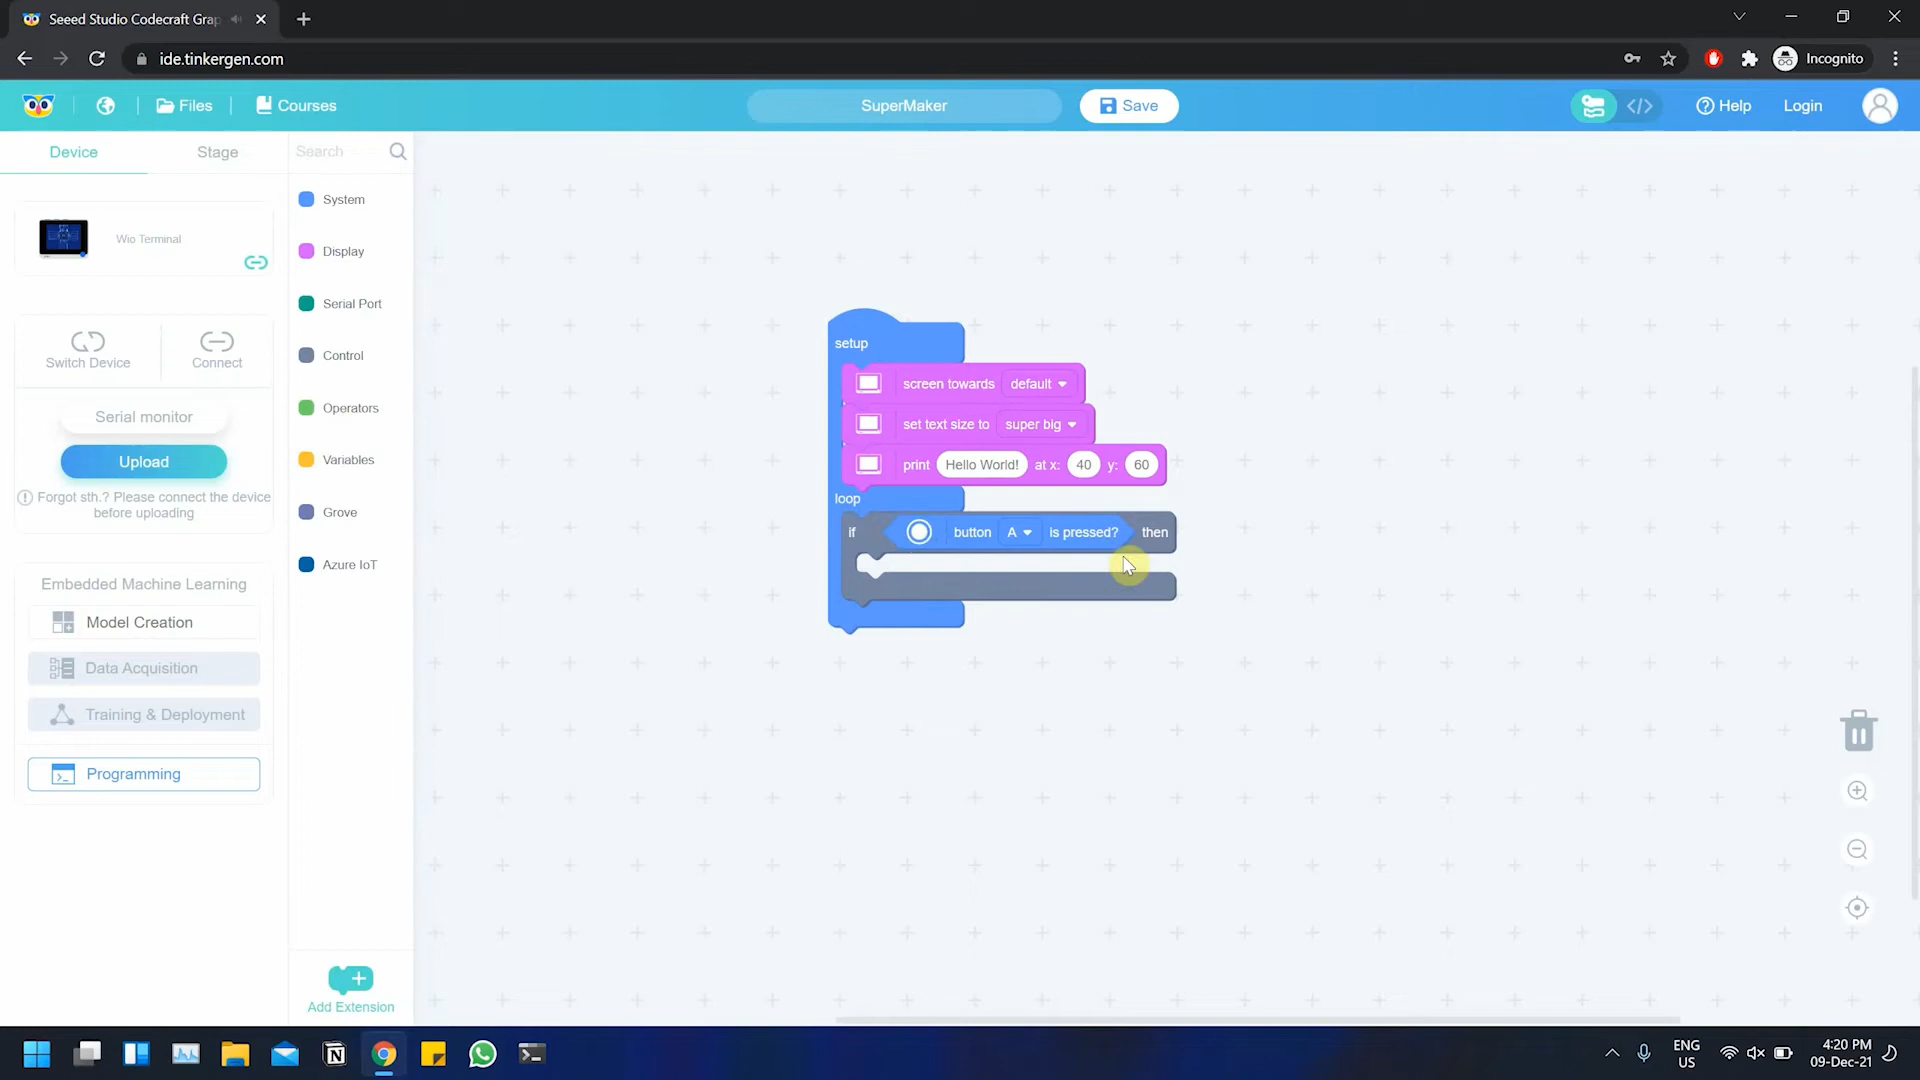 Seeed Studio Codecraft Grap
ide.tinkergen.com
Incognito
Files
Courses
SuperMaker
Save
Help
Login
Device
Stage
Search
Wio Terminal
Switch Device
Connect
Serial monitor
Upload
Forgot sth.? Please connect the device
before uploading
Embedded Machine Learning
Model Creation
Data Acquisition
Training & Deployment
Programming
System
Display
Serial Port
Control
Operators
Variables
Grove
Azure IoT
Add Extension
setup
screen towards default
set text size to super big
print Hello World! at x: 40 y: 60
loop
if button A is pressed? then
ENG
US
4:20 PM
09-Dec-21